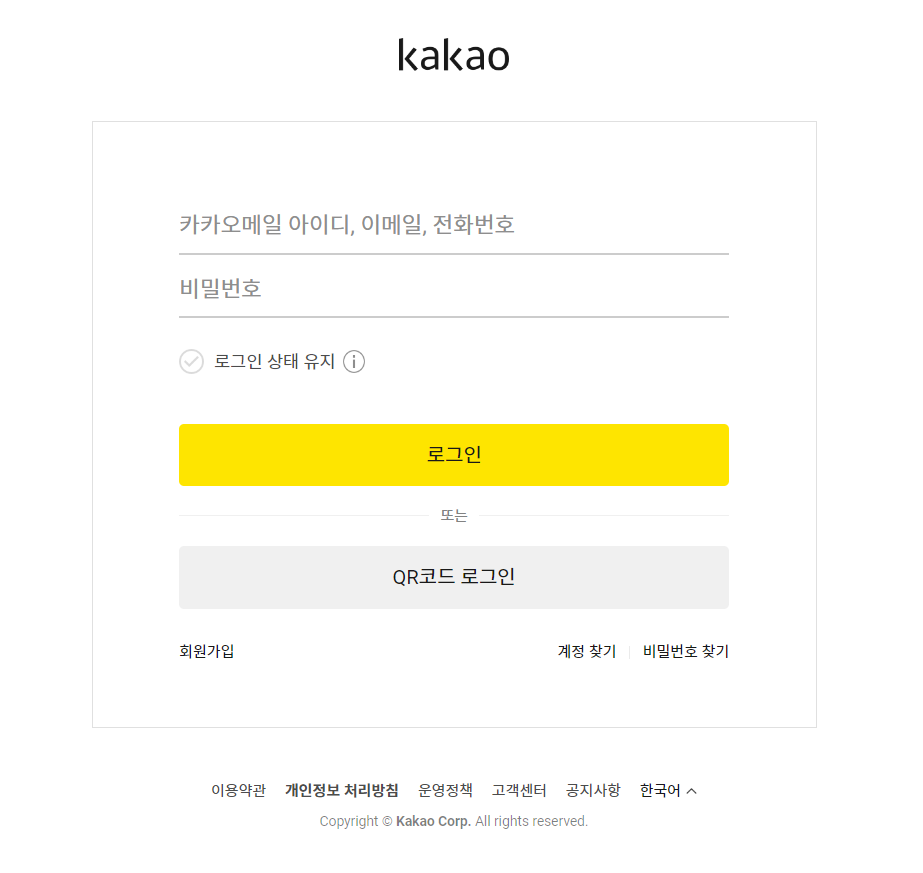 kakao
카카오메일 아이디, 이메일, 전화번호
비밀번호
로그인 상태 유지
로그인
또는
QR코드 로그인
회원가입 계정 찾기 비밀번호 찾기
이용약관 개인정보 처리방침 운영정책 고객센터 공지사항 한국어
Copyright © Kakao Corp. All rights reserved.